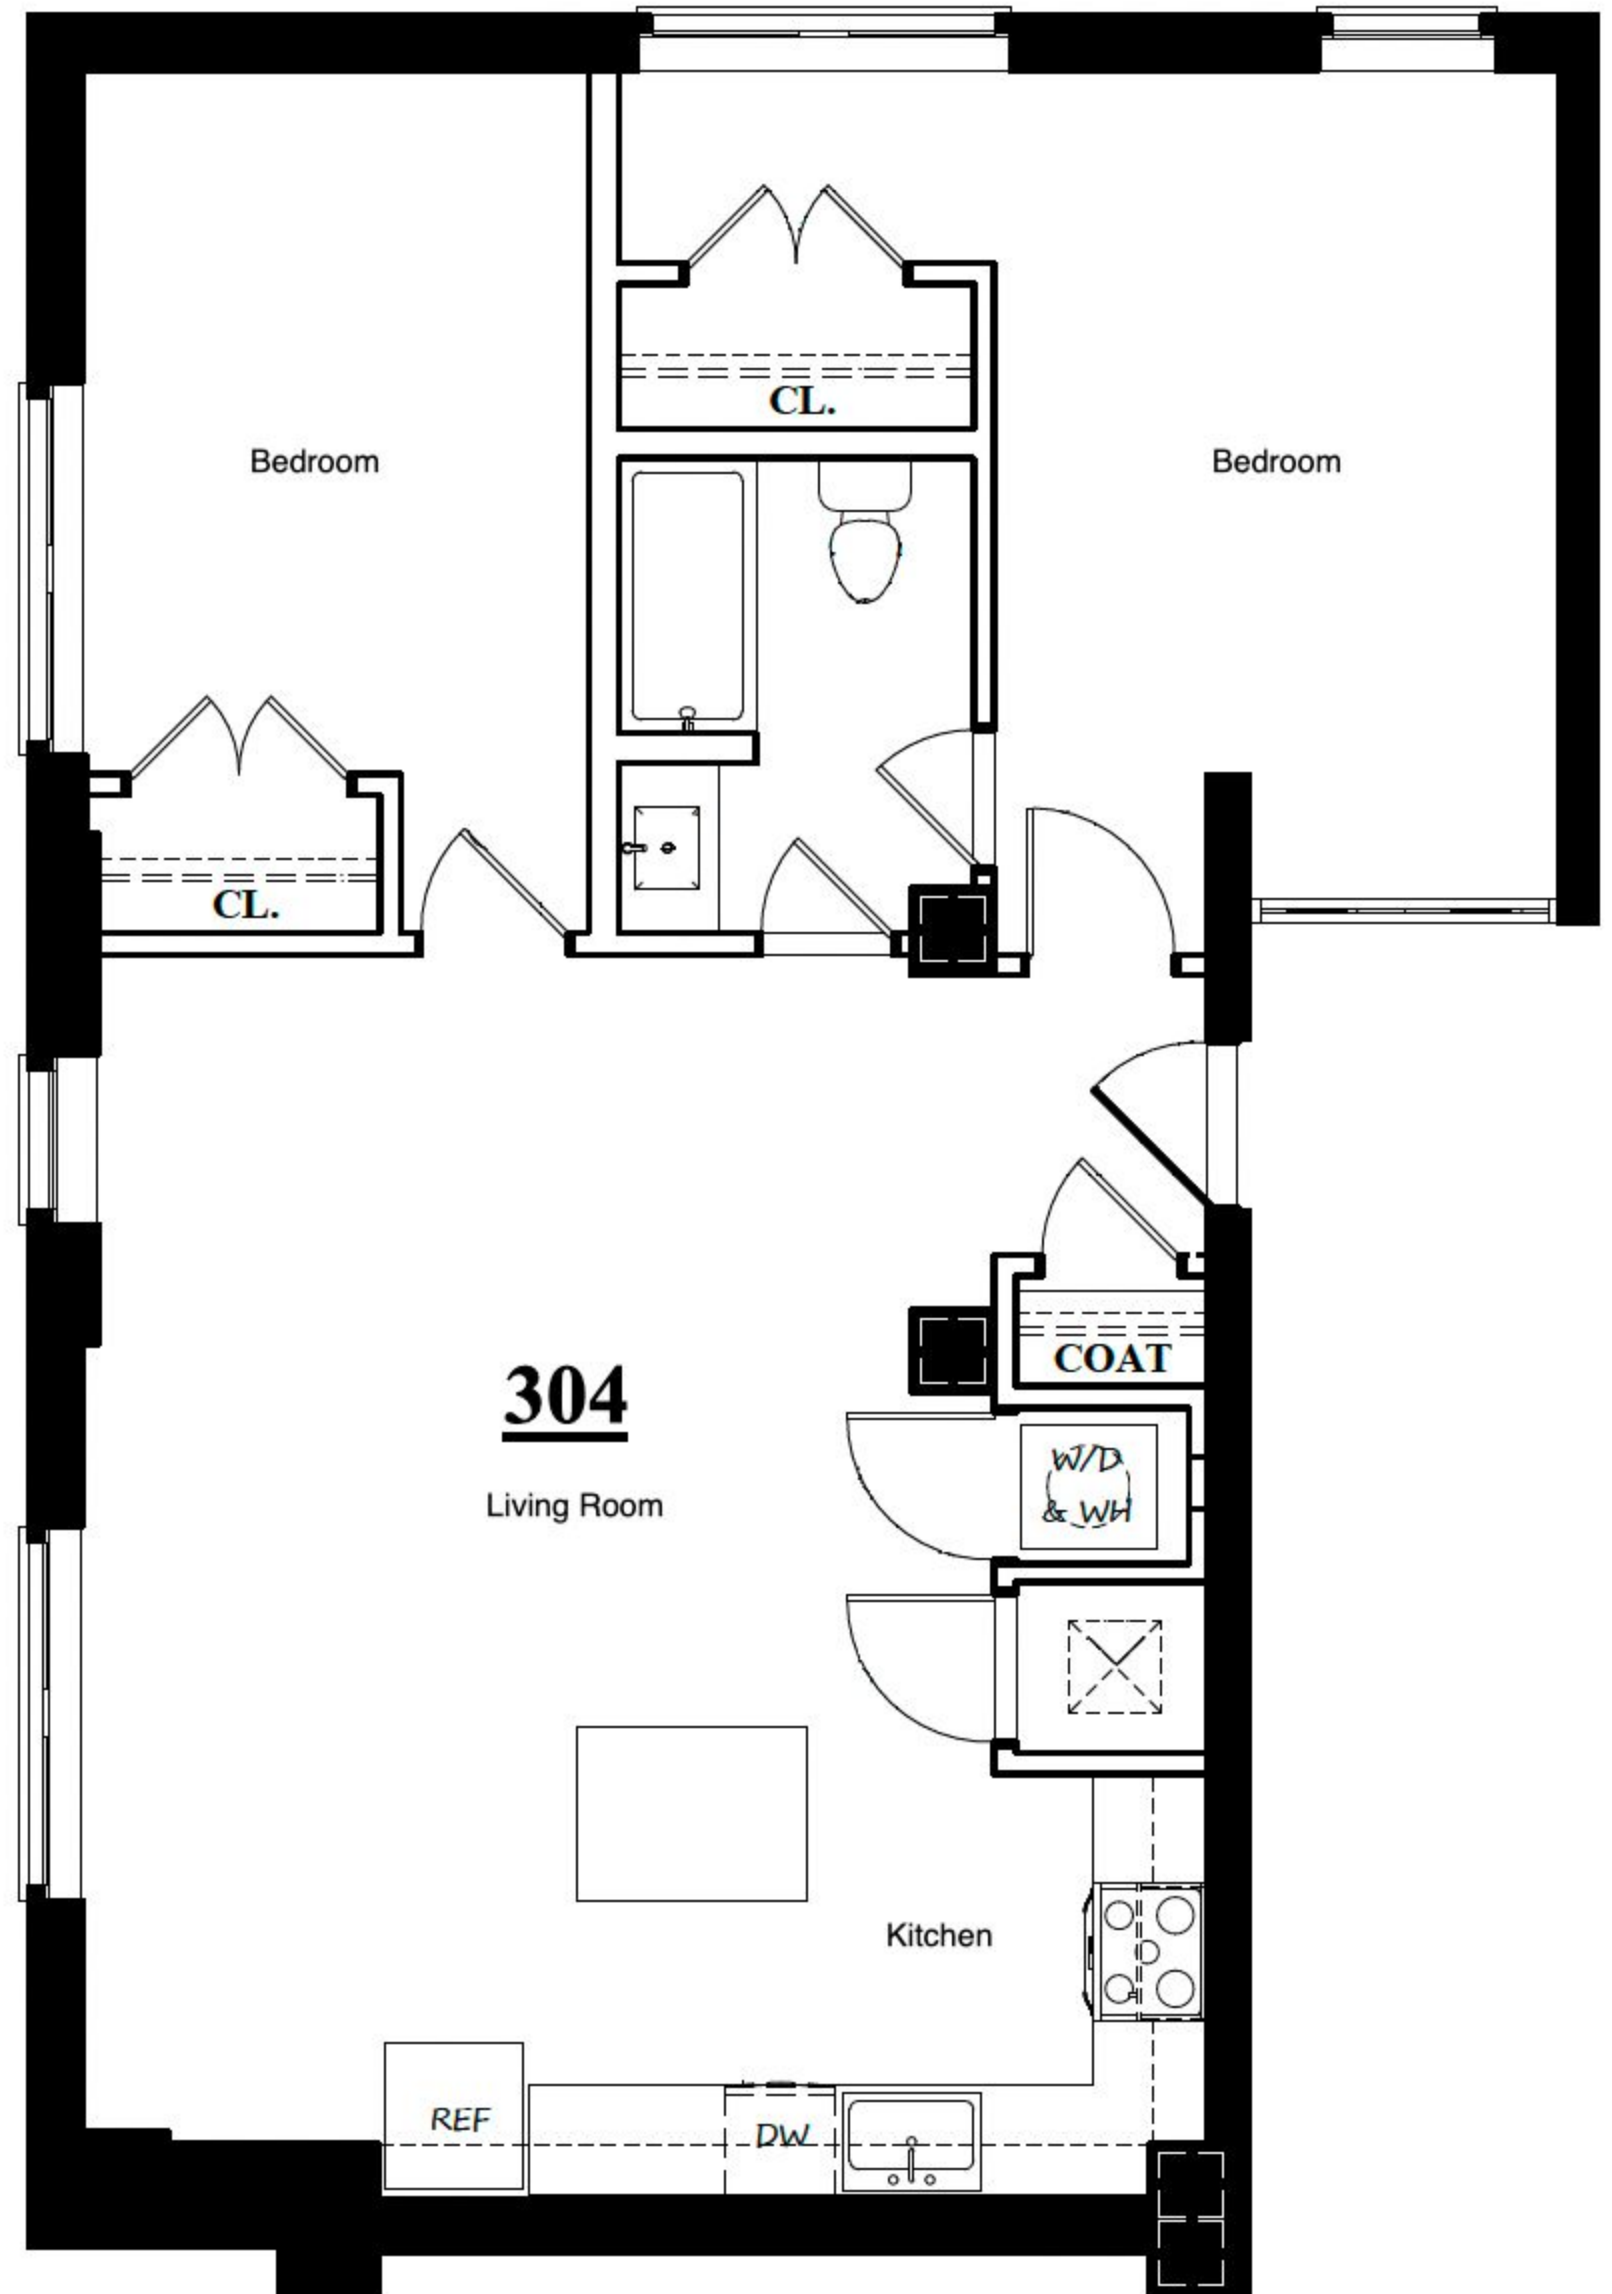 CL.
Bedroom
Bedroom
CL.
COAT
304
W/D
& WH
Living Room
Kitchen
REF
DW